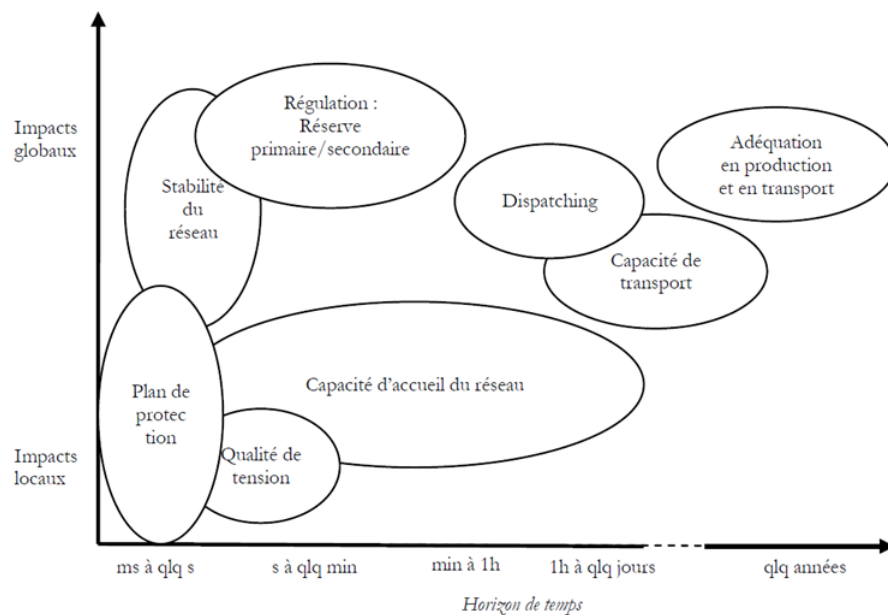 Impacts
globaux
Régulation :
Réserve
primaire/secondaire
Stabilité
du
réseau
Dispatching
Adéquation
en production
et en transport
Capacité de
transport
Plan de
protec
tion
Capacité d'accueil du réseau
Qualité de
tension
Impacts
locaux
ms à qlq s
s à qlq min
min à 1h
1h à qlq jours
qlq années
Horizon de temps